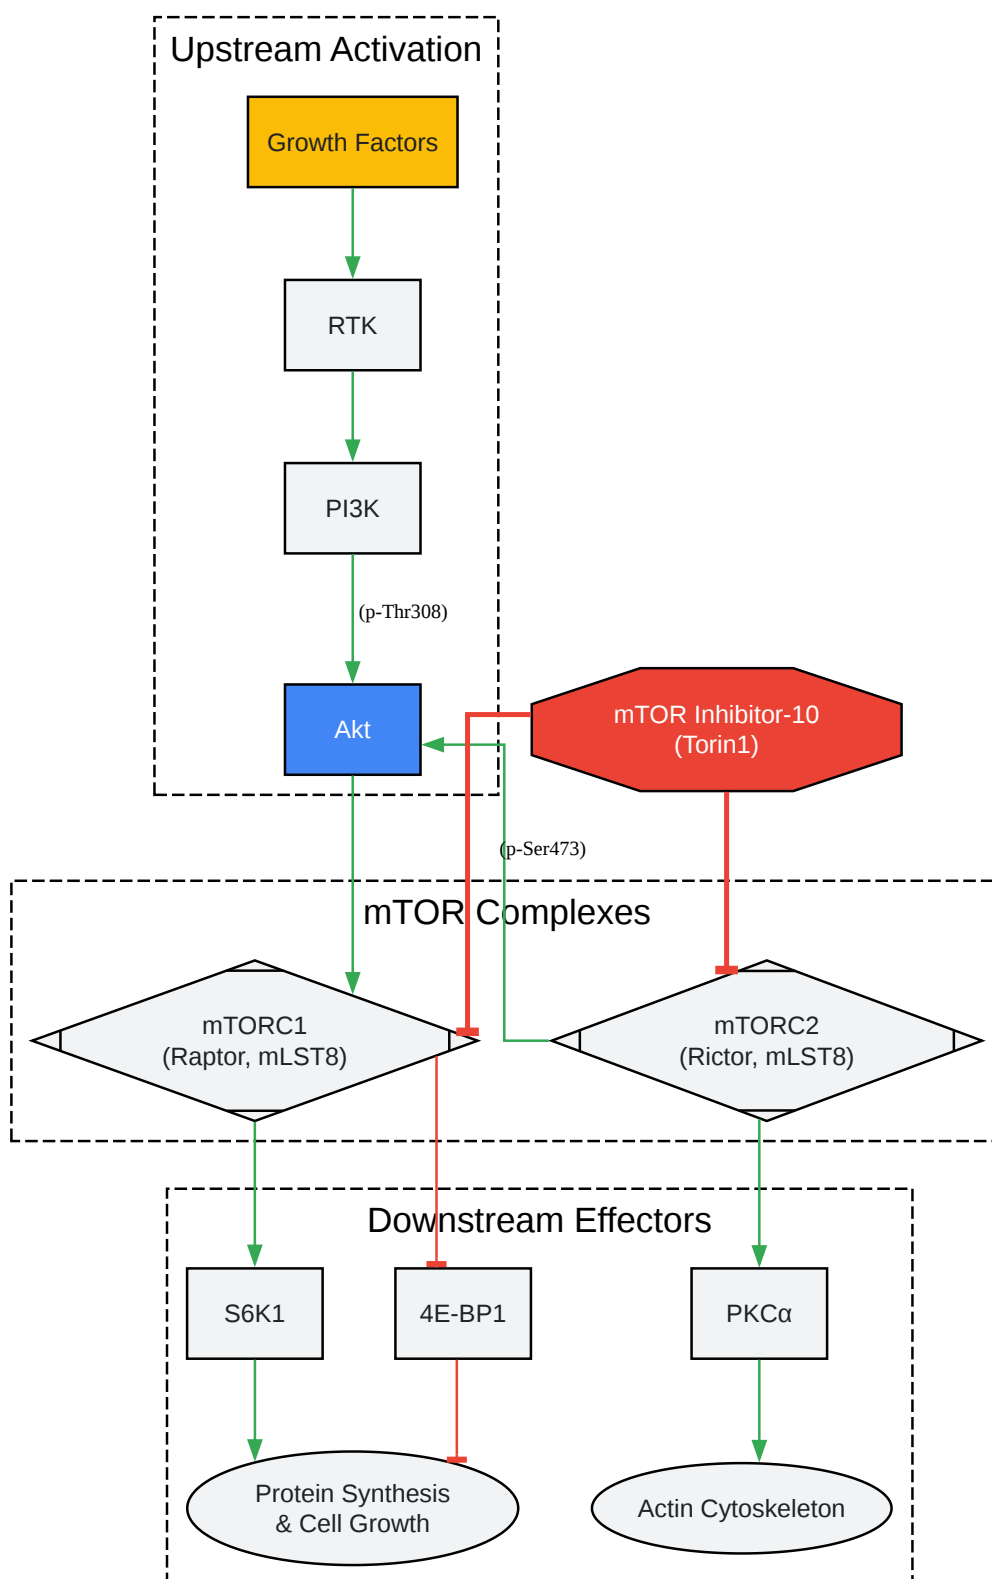 Upstream Activation
Growth Factors
RTK
PI3K
(p-Thr308)
Akt
mTOR Inhibitor-10
(Torin1)
(p-Ser473)
mTOR Complexes
mTORC1
(Raptor, mLST8)
mTORC2
(Rictor, mLST8)
Downstream Effectors
S6K1
4E-BP1
PKCα
Protein Synthesis
& Cell Growth
Actin Cytoskeleton